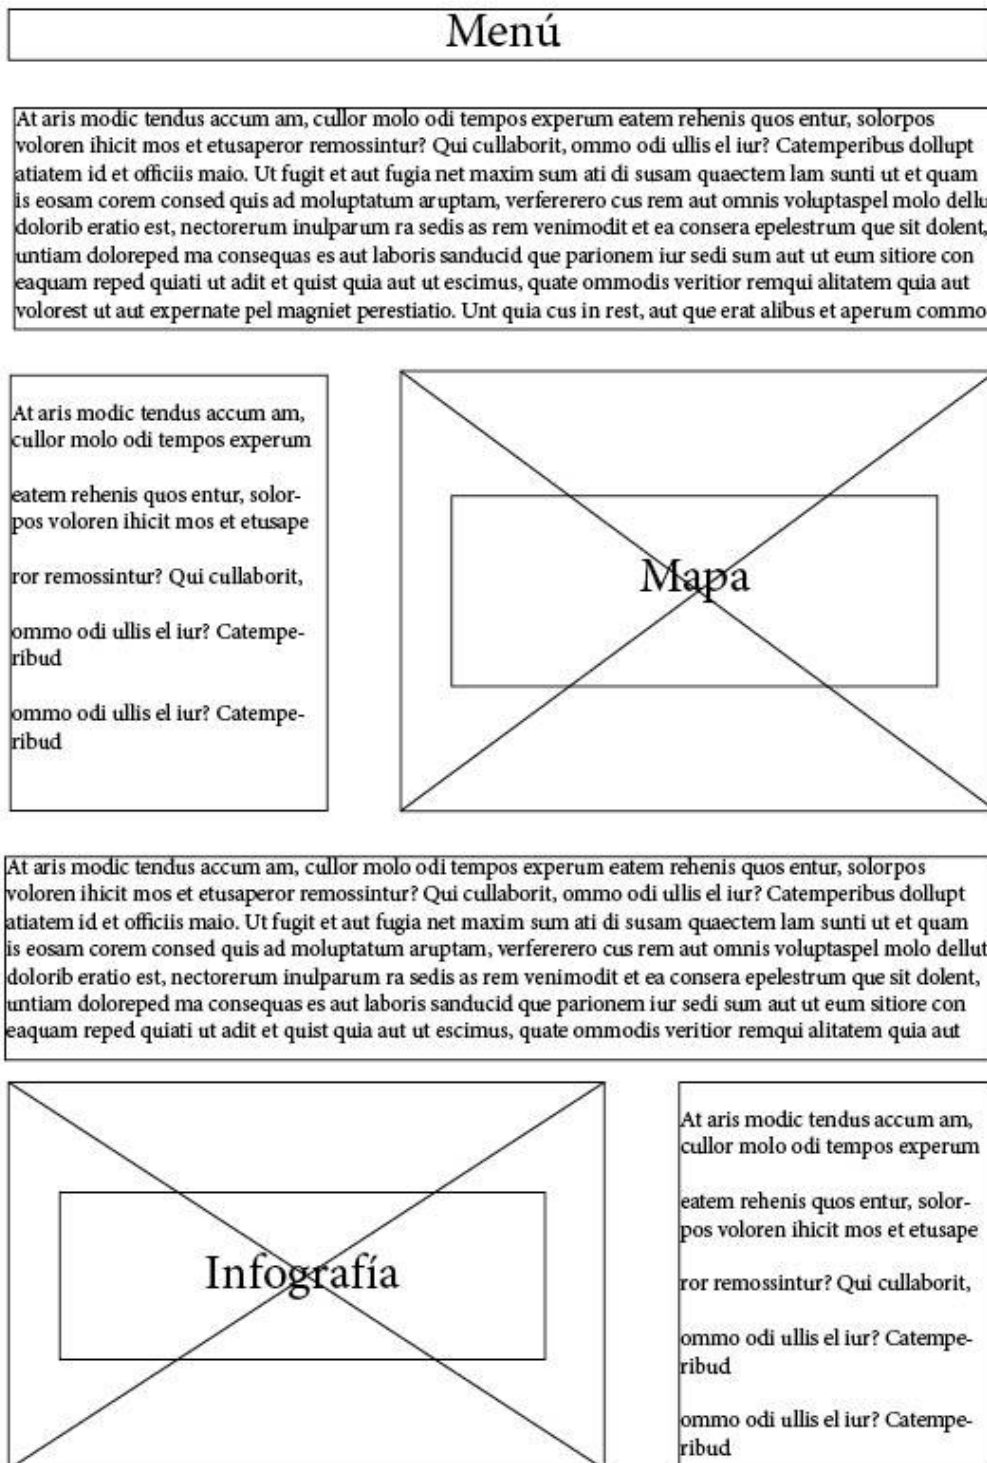 Menú
At aris modic tendus accum am, cullor molo odi tempos experum eatem rehenis quos entur, solorpos
voloren ihicit mos et etusaperor remossintur? Qui cullaborit, ommo odi ullis el iur? Catemperibus dollupt
atiatem id et officiis maio. Ut fugit et aut fugia net maxim sum ati di susam quaectem lam sunti ut et quam
is eosam corem consed quis ad moluptatum aruptam, verfererero cus rem aut omnis voluptaspel molo dellu
dolorib eratio est, nectorerum inulparum ra sedis as rem venimodit et ea consera epelestrum que sit dolent,
untiam doloreped ma consequas es aut laboris sanducid que parionem iur sedi sum aut ut eum sitiore con
eaquam reped quiati ut adit et quist quia aut ut escimus, quate ommodis veritior remqui alitatem quia aut
volorest ut aut expernate pel magniet perestiatio. Unt quia cus in rest, aut que erat alibus et aperum commo
At aris modic tendus accum am,
cullor molo odi tempos experum
eatem rehenis quos entur, solor-
pos voloren ihicit mos et etusape
ror remossintur? Qui cullaborit,
ommo odi ullis el iur? Catempe-
ribud
ommo odi ullis el iur? Catempe-
ribud
Mapa
At aris modic tendus accum am, cullor molo odi tempos experum eatem rehenis quos entur, solorpos
voloren ihicit mos et etusaperor remossintur? Qui cullaborit, ommo odi ullis el iur? Catemperibus dollupt
atiatem id et officiis maio. Ut fugit et aut fugia net maxim sum ati di susam quaectem lam sunti ut et quam
is eosam corem consed quis ad moluptatum aruptam, verfererero cus rem aut omnis voluptaspel molo dellut
dolorib eratio est, nectorerum inulparum ra sedis as rem venimodit et ea consera epelestrum que sit dolent,
untiam doloreped ma consequas es aut laboris sanducid que parionem iur sedi sum aut ut eum sitiore con
eaquam reped quiati ut adit et quist quia aut ut escimus, quate ommodis veritior remqui alitatem quia aut
Infografía
At aris modic tendus accum am,
cullor molo odi tempos experum
eatem rehenis quos entur, solor-
pos voloren ihicit mos et etusape
ror remossintur? Qui cullaborit,
ommo odi ullis el iur? Catempe-
ribud
ommo odi ullis el iur? Catempe-
ribud